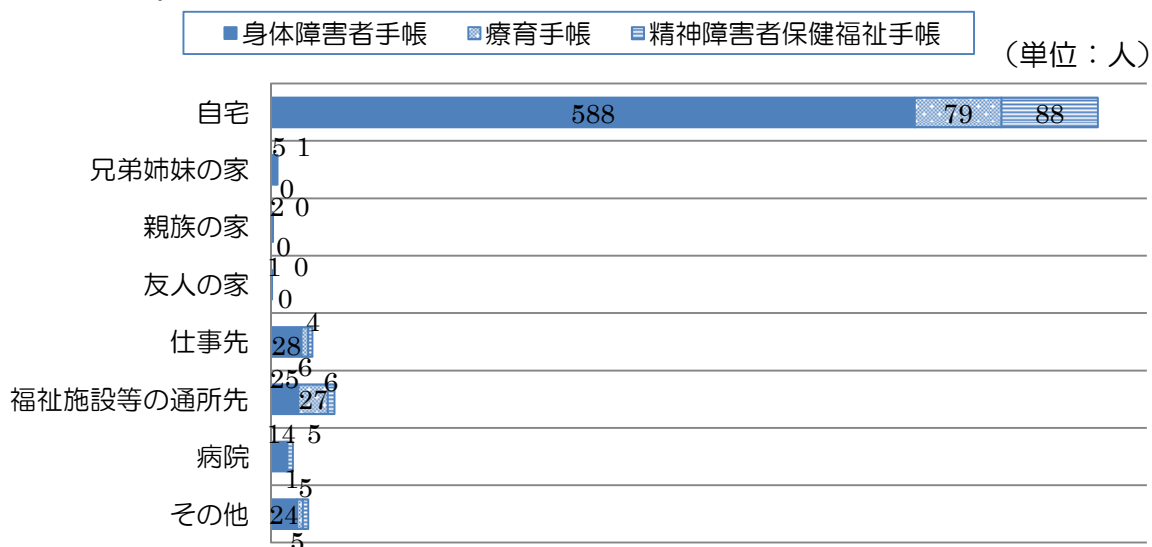 ■身体障害者手帳 ▩療育手帳 ▤精神障害者保健福祉手帳
（単位：人）
自宅 588 79 88
兄弟姉妹の家 5 0 1
親族の家 2 0 0
友人の家 1 0 0
仕事先 28 6 4
福祉施設等の通所先 25 27 6
病院 14 1 5
その他 24 5 5